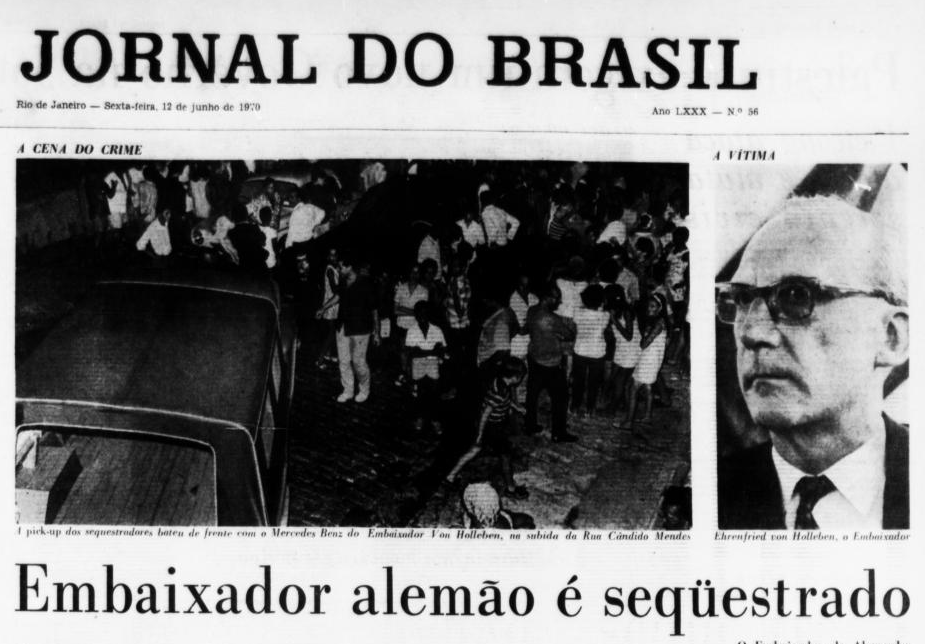 JORNAL DO BRASIL
Rio de Janeiro — Sexta-feira, 12 de junho de 1970
Ano LXXX — N.º 56
A CENA DO CRIME
A VÍTIMA
A pick-up dos seqüestradores bateu de frente com o Mercedes Benz do Embaixador Von Holleben, na subida da Rua Cândido Mendes
Ehrenfried von Holleben, o Embaixador
Embaixador alemão é seqüestrado